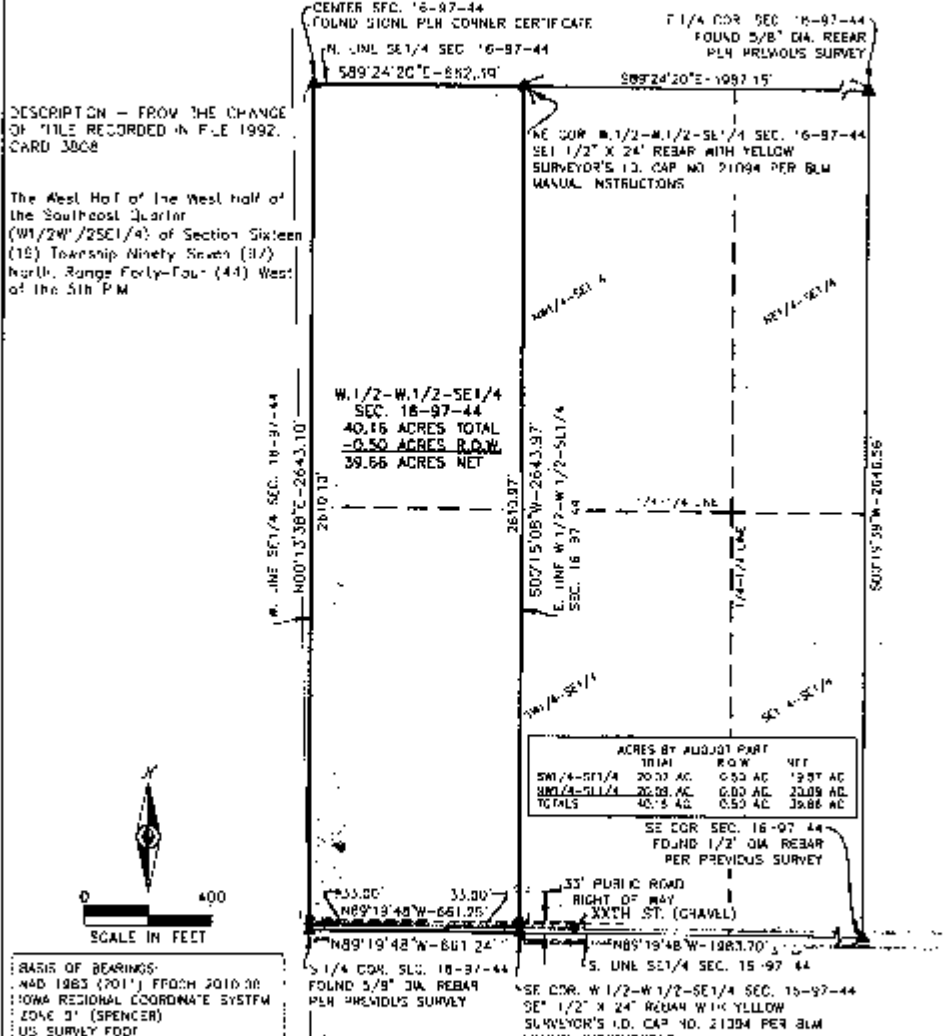 CENTER SEC. 16-97-44
FOUND STONE PER CORNER CERTIFICATE
E1/4 COR. SEC. 16-97-44
FOUND 5/8" DIA. REBAR
PER PREVIOUS SURVEY
N. LINE SE1/4 SEC. 16-97-44
S89°24'20"E-662.39'
S89°24'20"E-1987.15'
DESCRIPTION - FROM THE CHANGE
OF TITLE RECORDED IN FILE 1992,
CARD 3808
The West Half of the West Half of
the Southeast Quarter
(W1/2W1/2SE1/4) of Section Sixteen
(16) Township Ninety Seven (97)
North, Range Forty-Four (44) West
of the 5th P.M.
NE COR. W.1/2-W.1/2-SE1/4 SEC. 16-97-44
SET 1/2" X 24" REBAR WITH YELLOW
SURVEYOR'S I.D. CAP NO. 21094 PER BLM
MANUAL INSTRUCTIONS
NW1/4-SE1/4
NE1/4-SE1/4
W.1/2-W.1/2-SE1/4
SEC. 16-97-44
40.16 ACRES TOTAL
-0.50 ACRES R.O.W.
39.66 ACRES NET
W. LINE SE1/4 SEC. 16-97-44
N00°13'38"E-2643.10'
2610.10'
2610.97'
S00°15'08"W-2643.97'
E. LINE W.1/2-W.1/2-SE1/4
SEC. 16-97-44
1/4-1/4 LINE
1/4-1/4 LINE
SW1/4-SE1/4
SE1/4-SE1/4
ACRES BY ALIQUOT PART
TOTAL R.O.W. NET
SW1/4-SE1/4 20.07 AC. 0.50 AC. 19.57 AC.
NW1/4-SE1/4 20.09 AC. 0.00 AC. 20.09 AC.
TOTALS 40.16 AC. 0.50 AC. 39.66 AC.
SE COR. SEC. 16-97-44
FOUND 1/2" DIA. REBAR
PER PREVIOUS SURVEY
N
0 400
SCALE IN FEET
33.00' 33.00'
N89°19'48"W-661.25'
33' PUBLIC ROAD
RIGHT OF WAY
XXTH ST. (GRAVEL)
N89°19'48"W-661.24'
N89°19'48"W-1983.70'
S. LINE SE1/4 SEC. 16-97-44
S1/4 COR. SEC. 16-97-44
FOUND 5/8" DIA. REBAR
PER PREVIOUS SURVEY
SE COR. W.1/2-W.1/2-SE1/4 SEC. 16-97-44
SET 1/2" X 24" REBAR WITH YELLOW
SURVEYOR'S I.D. CAP NO. 21094 PER BLM
BASIS OF BEARINGS:
NAD 1983 (2011) EPOCH 2010.00
IOWA REGIONAL COORDINATE SYSTEM
(SPENCER)
US SURVEY FOOT